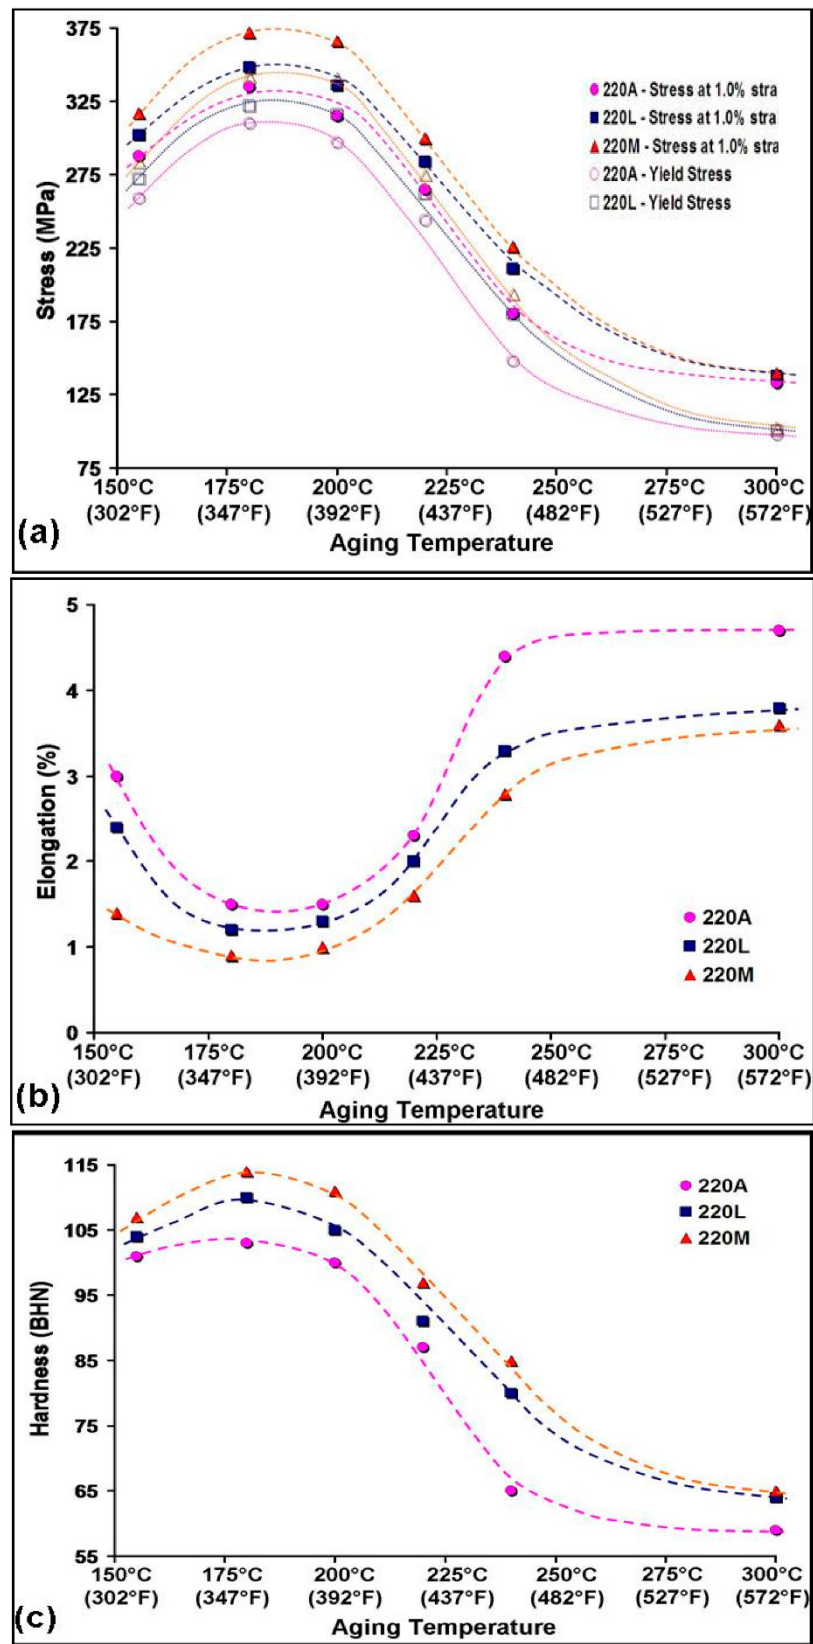 375
325
275
225
175
125
75
Stress (MPa)
220A - Stress at 1.0% stra
220L - Stress at 1.0% stra
220M - Stress at 1.0% stra
220A - Yield Stress
220L - Yield Stress
150°C 175°C 200°C 225°C 250°C 275°C 300°C
(302°F) (347°F) (392°F) (437°F) (482°F) (527°F) (572°F)
(a)
Aging Temperature
5
4
3
2
1
0
Elongation (%)
220A
220L
220M
150°C 175°C 200°C 225°C 250°C 275°C 300°C
(302°F) (347°F) (392°F) (437°F) (482°F) (527°F) (572°F)
(b)
Aging Temperature
115
105
95
85
75
65
55
Hardness (BHN)
220A
220L
220M
150°C 175°C 200°C 225°C 250°C 275°C 300°C
(302°F) (347°F) (392°F) (437°F) (482°F) (527°F) (572°F)
(c)
Aging Temperature